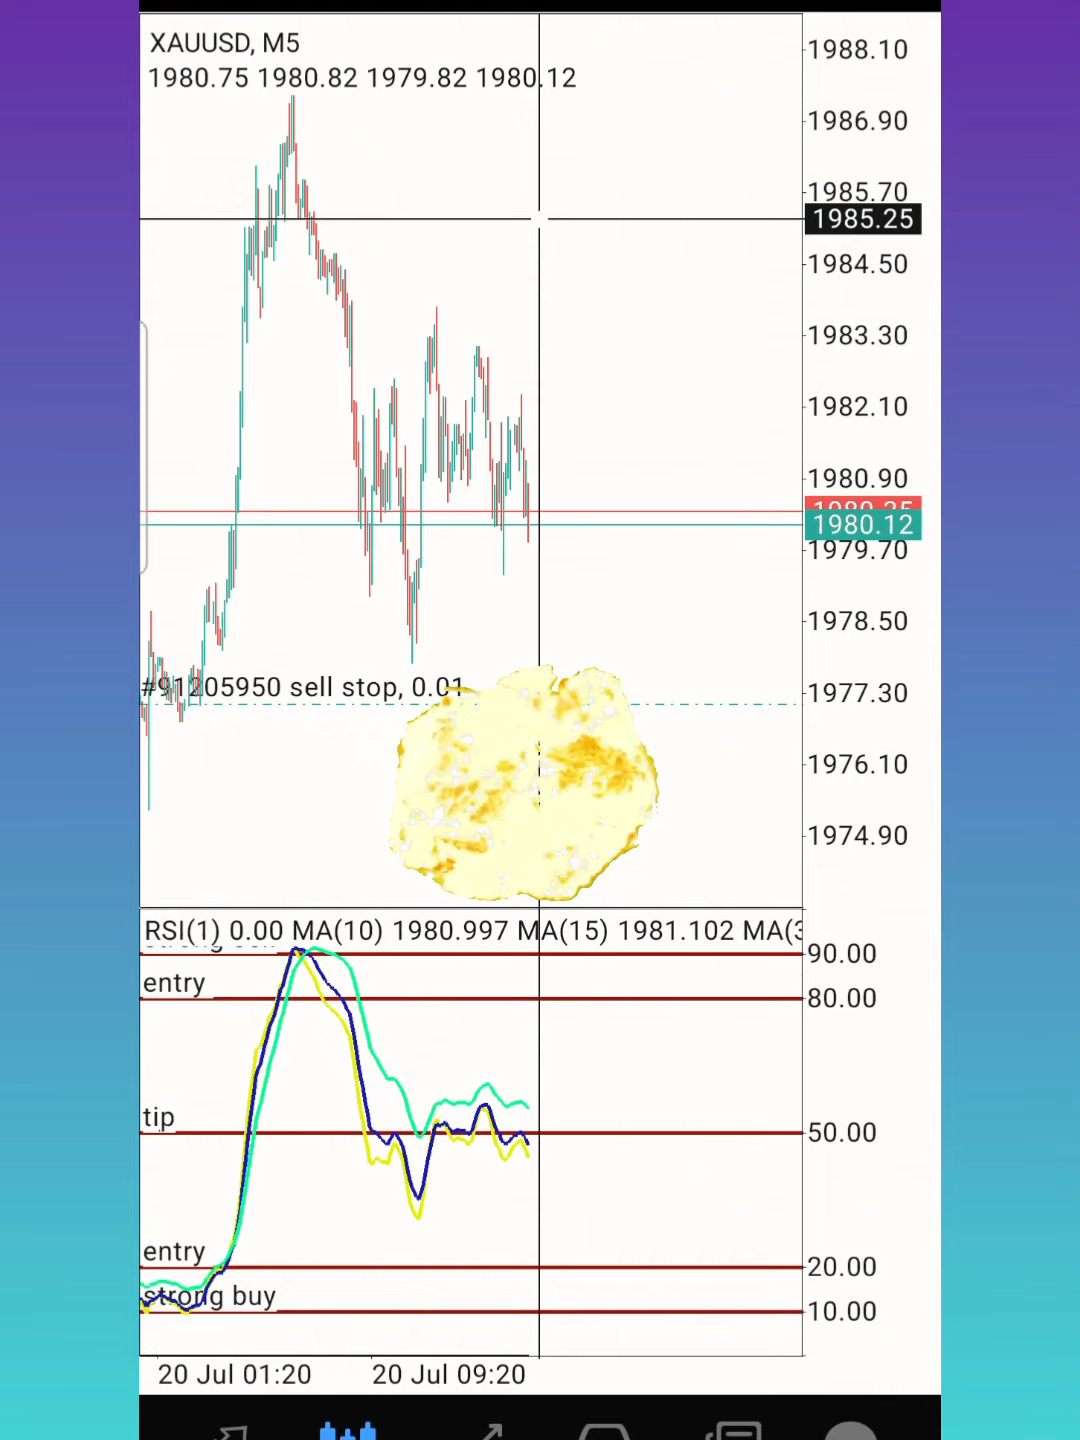 XAUUSD, M5
1980.75 1980.82 1979.82 1980.12
1988.10
1986.90
1985.70
1985.25
1984.50
1983.30
1982.10
1980.90
1980.12
1979.70
1978.50
#91205950 sell stop, 0.01
1977.30
1976.10
1974.90
RSI(1) 0.00 MA(10) 1980.997 MA(15) 1981.102 MA(3
90.00
entry
80.00
tip
50.00
entry
20.00
strong buy
10.00
20 Jul 01:20 20 Jul 09:20